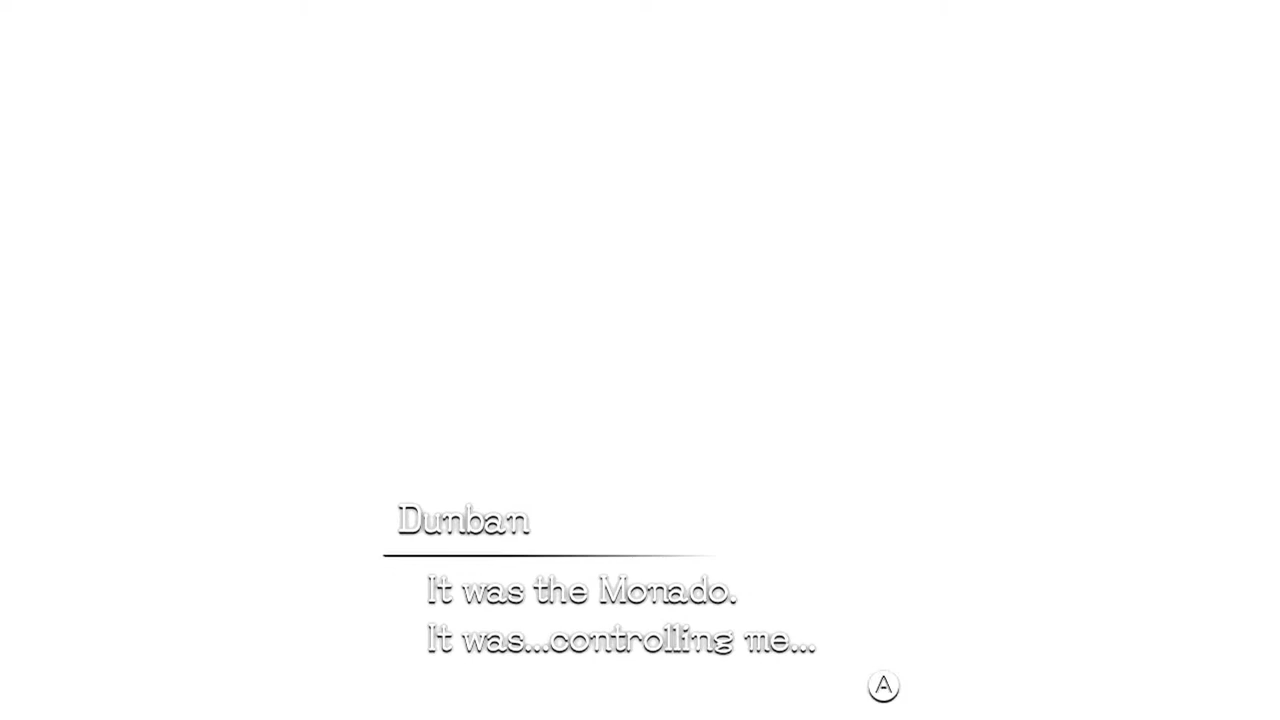 Dunban
It was the Monado.
It was...controlling me...
A